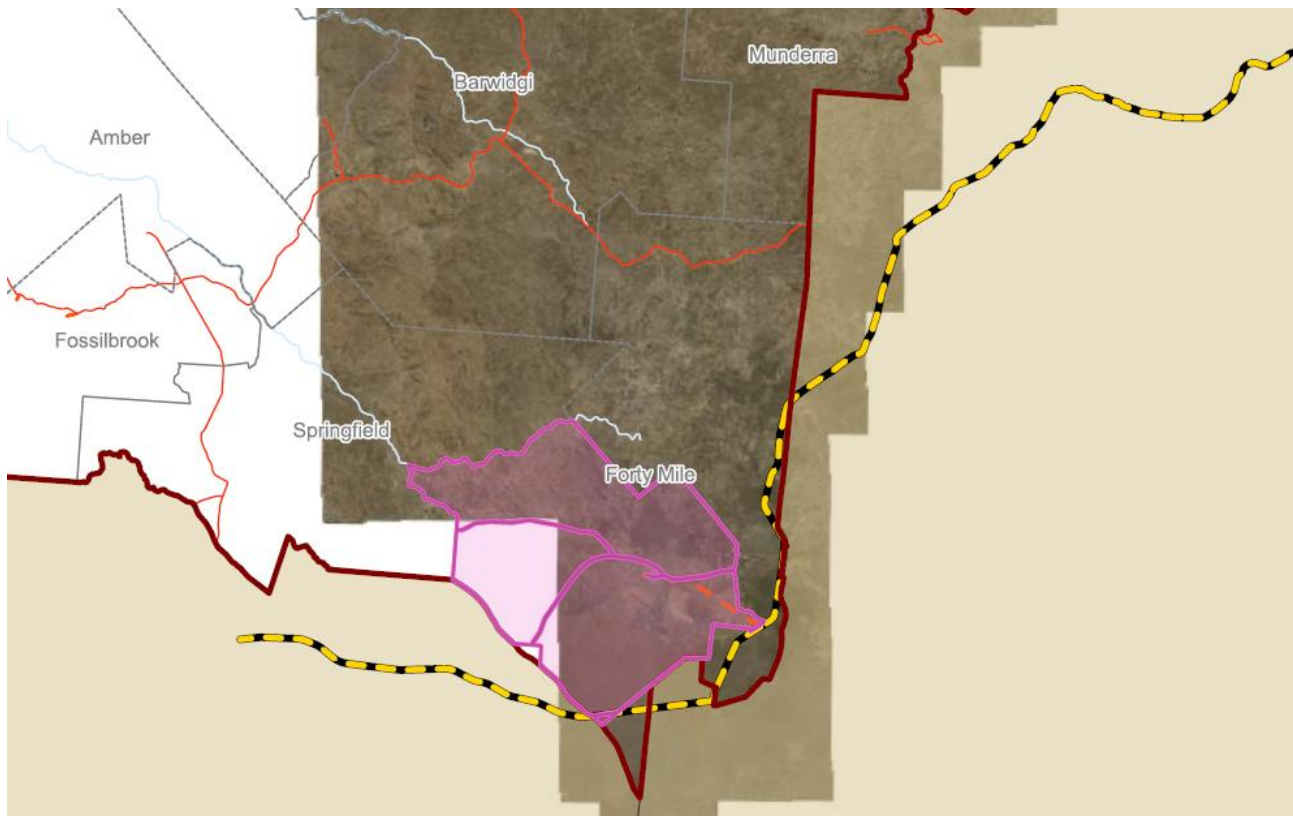 Munderra
Barwidgi
Amber
Fossilbrook
Springfield
Forty Mile